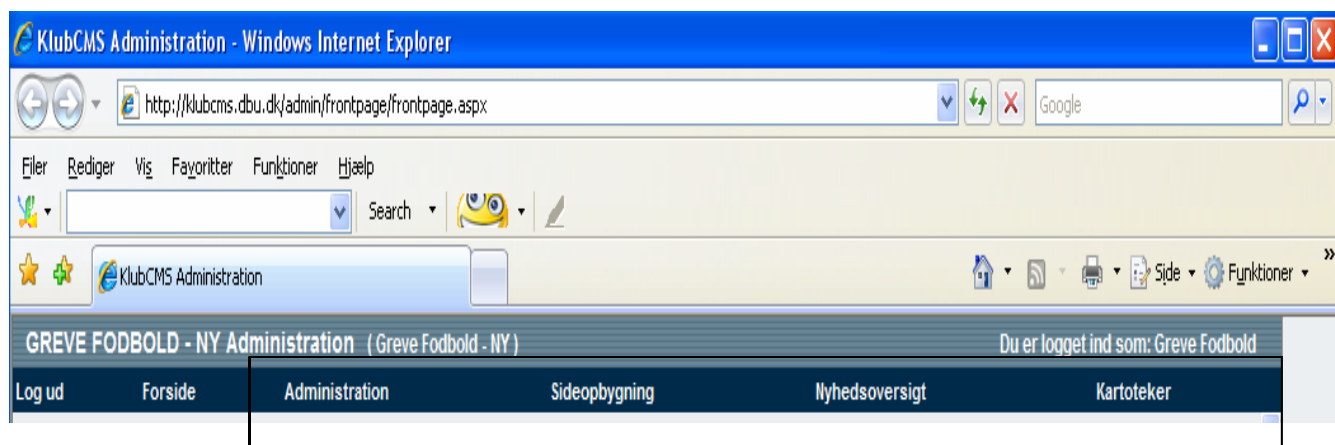 KlubCMS Administration - Windows Internet Explorer
http://klubcms.dbu.dk/admin/frontpage/frontpage.aspx Google
Filer Rediger Vis Favoritter Funktioner Hjælp
Search
KlubCMS Administration Side Funktioner »
GREVE FODBOLD - NY Administration ( Greve Fodbold - NY ) Du er logget ind som: Greve Fodbold
Log ud Forside Administration Sideopbygning Nyhedsoversigt Kartoteker